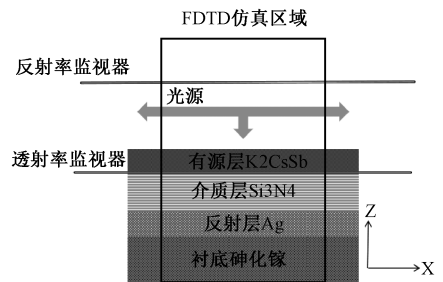 FDTD仿真区域
反射率监视器
光源
透射率监视器
有源层K2CsSb
介质层Si3N4
反射层Ag
衬底砷化镓
Z
X